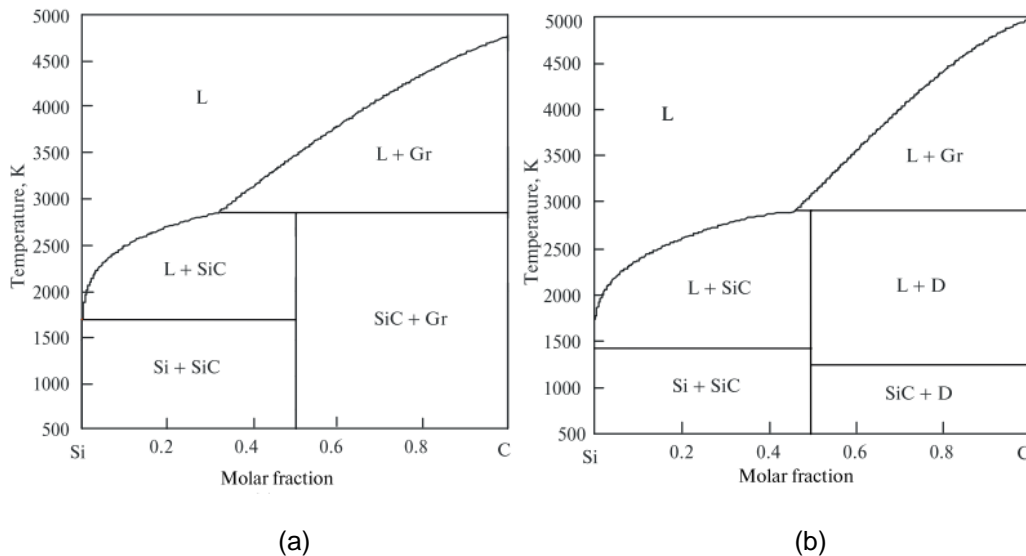 5000
4500
4000
3500
3000
2500
2000
1500
1000
500
Temperature, K
L
L + Gr
L + SiC
SiC + Gr
Si + SiC
Si
0.2
0.4
0.6
0.8
C
Molar fraction
(a)
5000
4500
4000
3500
3000
2500
2000
1500
1000
500
Temperature, K
L
L + Gr
L + SiC
L + D
Si + SiC
SiC + D
Si
0.2
0.4
0.6
0.8
C
Molar fraction
(b)